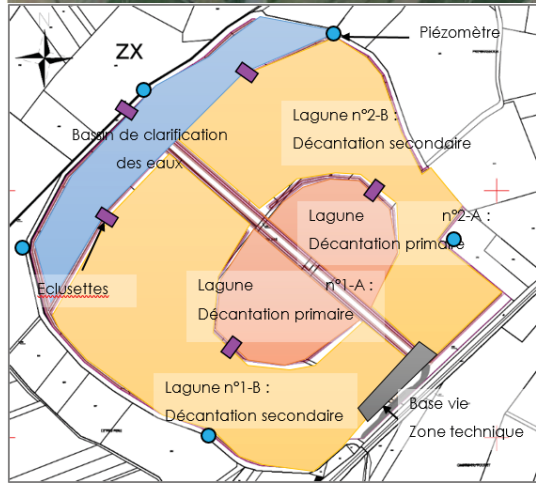 N
ZX
Piézomètre
Lagune n°2-B :
Décantation secondaire
Bassin de clarification
des eaux
Lagune n°2-A :
Décantation primaire
Eclusettes
Lagune n°1-A :
Décantation primaire
Lagune n°1-B :
Décantation secondaire
Base vie
Zone technique